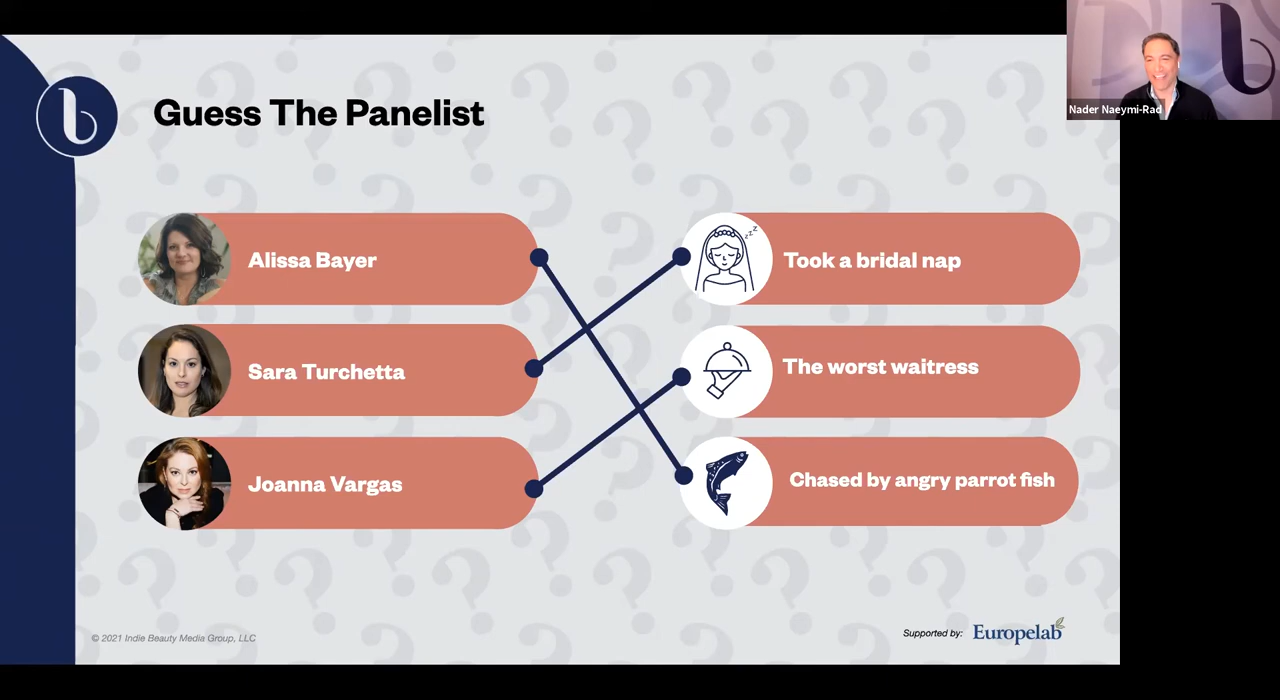 Guess The Panelist
Nader Naeymi-Rad
Alissa Bayer
Took a bridal nap
zzz
Sara Turchetta
The worst waitress
Joanna Vargas
Chased by angry parrot fish
© 2021 Indie Beauty Media Group, LLC
Supported by: Europelab